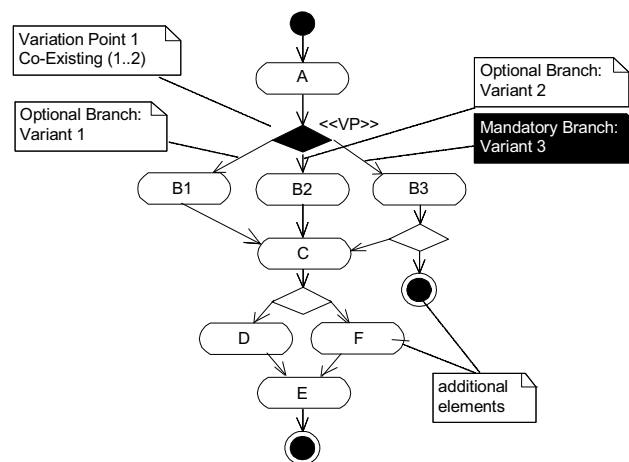 Variation Point 1
Co-Existing (1..2)
A
Optional Branch:
Variant 2
Optional Branch:
Variant 1
<<VP>>
Mandatory Branch:
Variant 3
B1
B2
B3
C
D
F
E
additional
elements